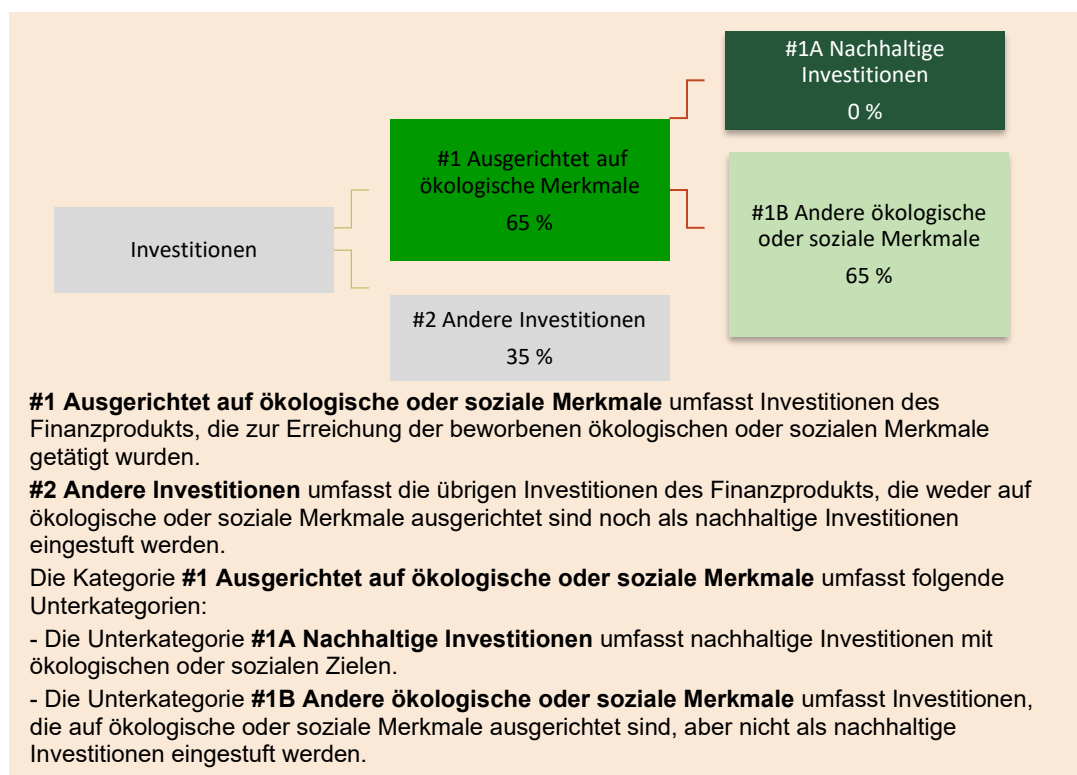 #1A Nachhaltige
Investitionen
0 %
#1 Ausgerichtet auf
ökologische Merkmale
65 %
#1B Andere ökologische
oder soziale Merkmale
65 %
Investitionen
#2 Andere Investitionen
35 %
#1 Ausgerichtet auf ökologische oder soziale Merkmale umfasst Investitionen des
Finanzprodukts, die zur Erreichung der beworbenen ökologischen oder sozialen Merkmale
getätigt wurden.
#2 Andere Investitionen umfasst die übrigen Investitionen des Finanzprodukts, die weder auf
ökologische oder soziale Merkmale ausgerichtet sind noch als nachhaltige Investitionen
eingestuft werden.
Die Kategorie #1 Ausgerichtet auf ökologische oder soziale Merkmale umfasst folgende
Unterkategorien:
- Die Unterkategorie #1A Nachhaltige Investitionen umfasst nachhaltige Investitionen mit
ökologischen oder sozialen Zielen.
- Die Unterkategorie #1B Andere ökologische oder soziale Merkmale umfasst Investitionen,
die auf ökologische oder soziale Merkmale ausgerichtet sind, aber nicht als nachhaltige
Investitionen eingestuft werden.